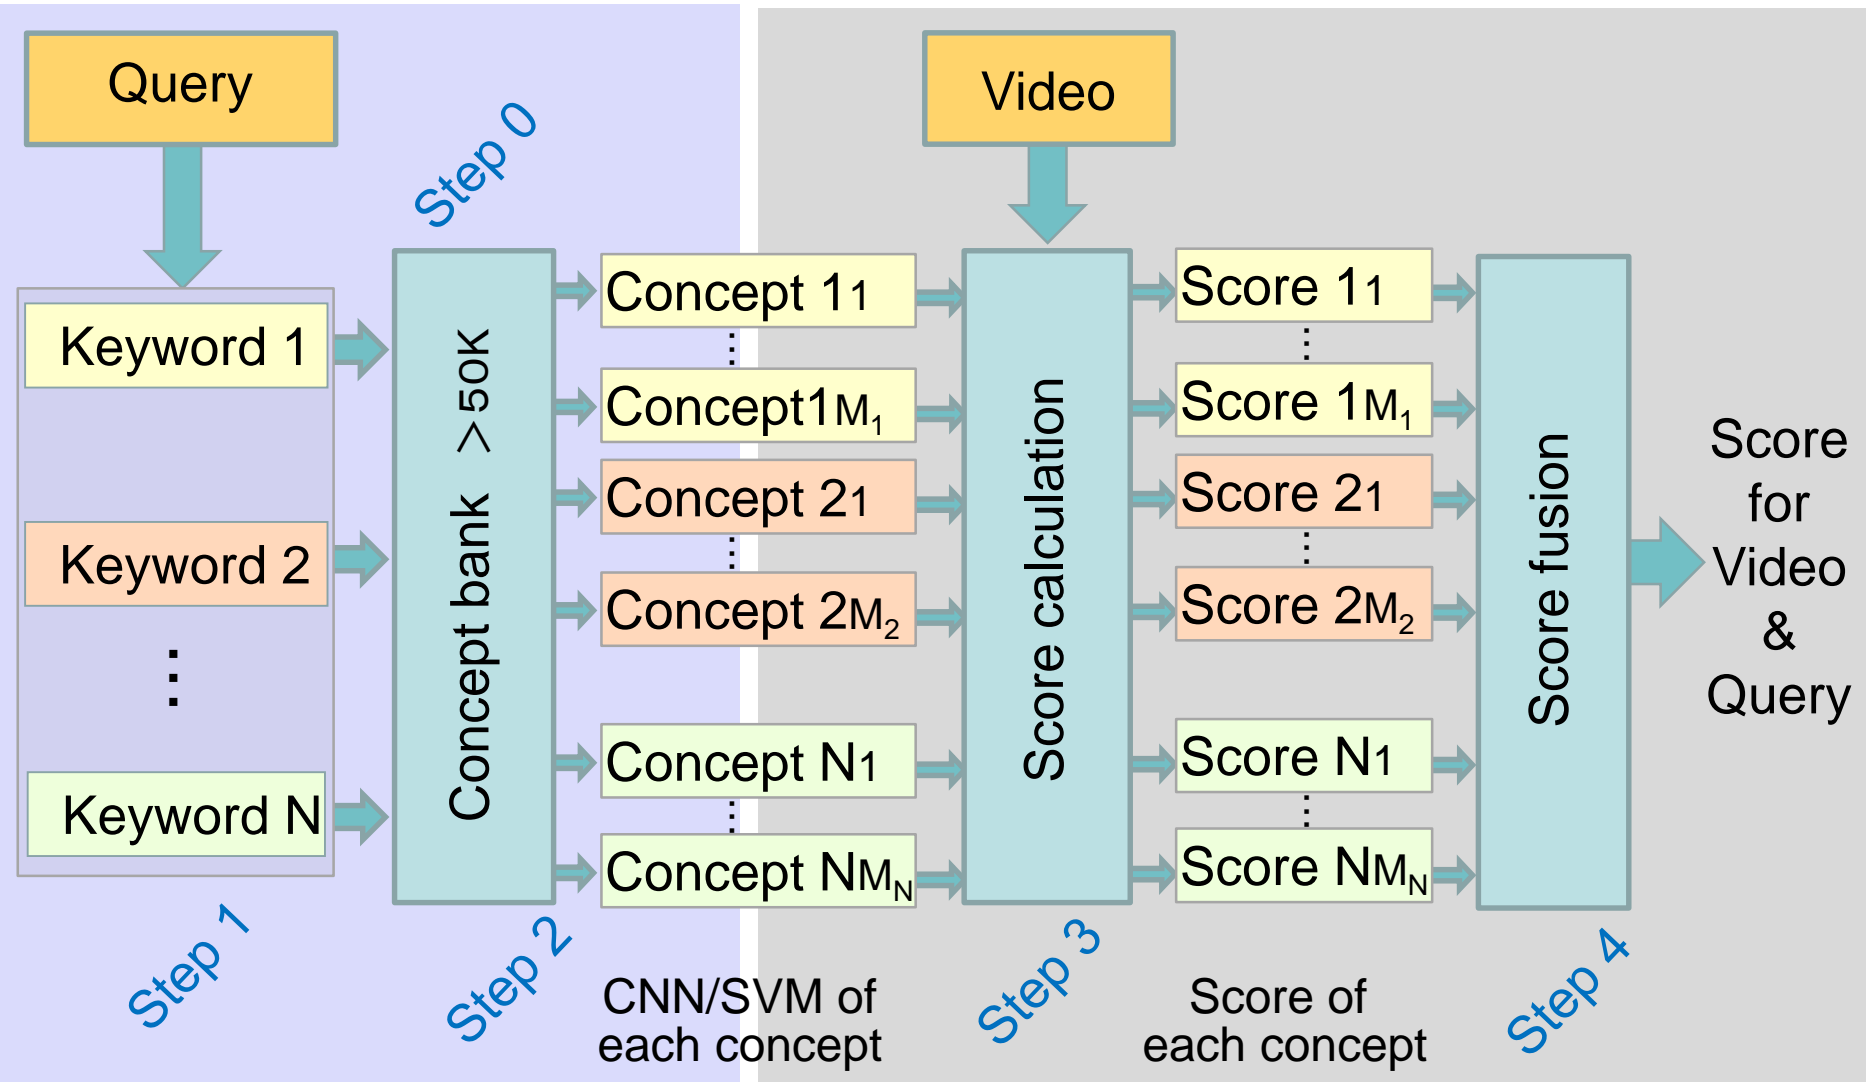 Query
Step 0
Video
Keyword 1
Keyword 2
⋮
Keyword N
Step 1
Concept bank >50K
Step 2
Concept 11
⋮
Concept1M1
Concept 21
⋮
Concept 2M2
Concept N1
⋮
Concept NMN
CNN/SVM of
each concept
Score calculation
Step 3
Score 11
⋮
Score 1M1
Score 21
⋮
Score 2M2
Score N1
⋮
Score NMN
Score of
each concept
Score fusion
Step 4
Score
for
Video
&
Query